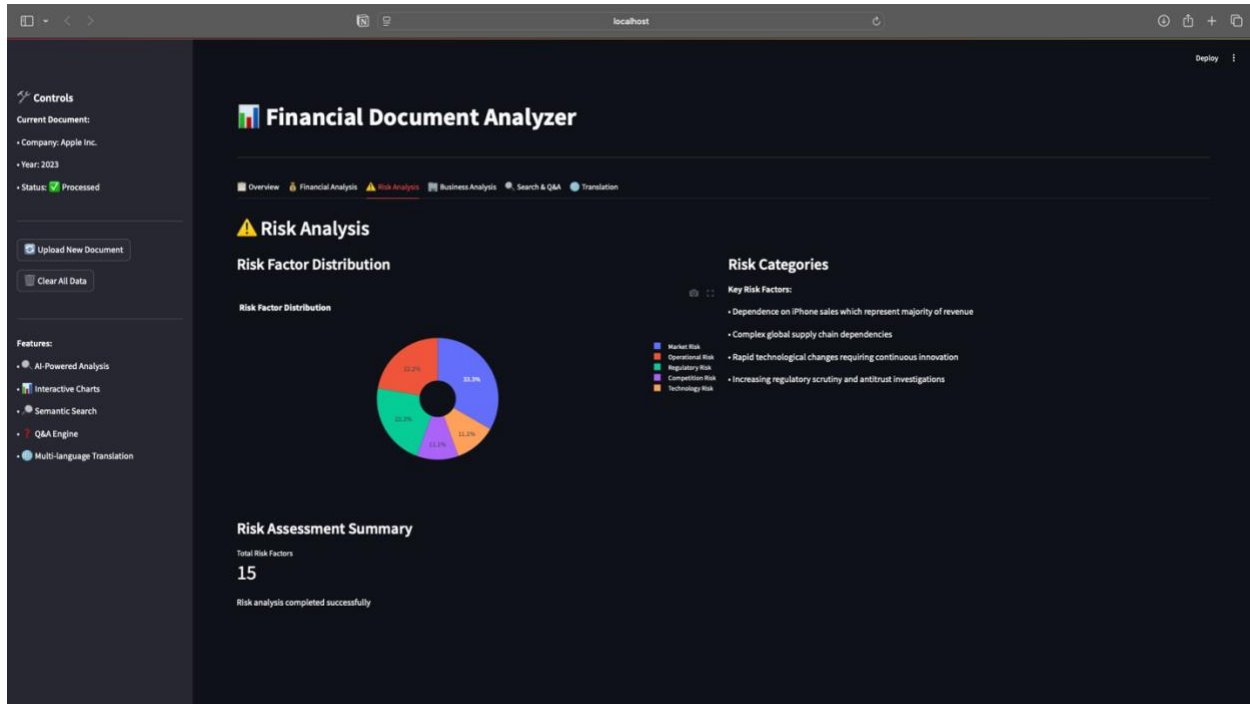 localhost
Deploy
Controls
Current Document:
• Company: Apple Inc.
• Year: 2023
• Status: ✅ Processed
Upload New Document
Clear All Data
Features:
• AI-Powered Analysis
• Interactive Charts
• Semantic Search
• ❓ Q&A Engine
• Multi-language Translation
Financial Document Analyzer
Overview Financial Analysis Risk Analysis Business Analysis Search & Q&A Translation
Risk Analysis
Risk Factor Distribution
Risk Factor Distribution
33.3%
22.2%
11.1%
Market Risk
Operational Risk
Regulatory Risk
Competition Risk
Technology Risk
Risk Categories
Key Risk Factors:
• Dependence on iPhone sales which represent majority of revenue
• Complex global supply chain dependencies
• Rapid technological changes requiring continuous innovation
• Increasing regulatory scrutiny and antitrust investigations
Risk Assessment Summary
Total Risk Factors
15
Risk analysis completed successfully